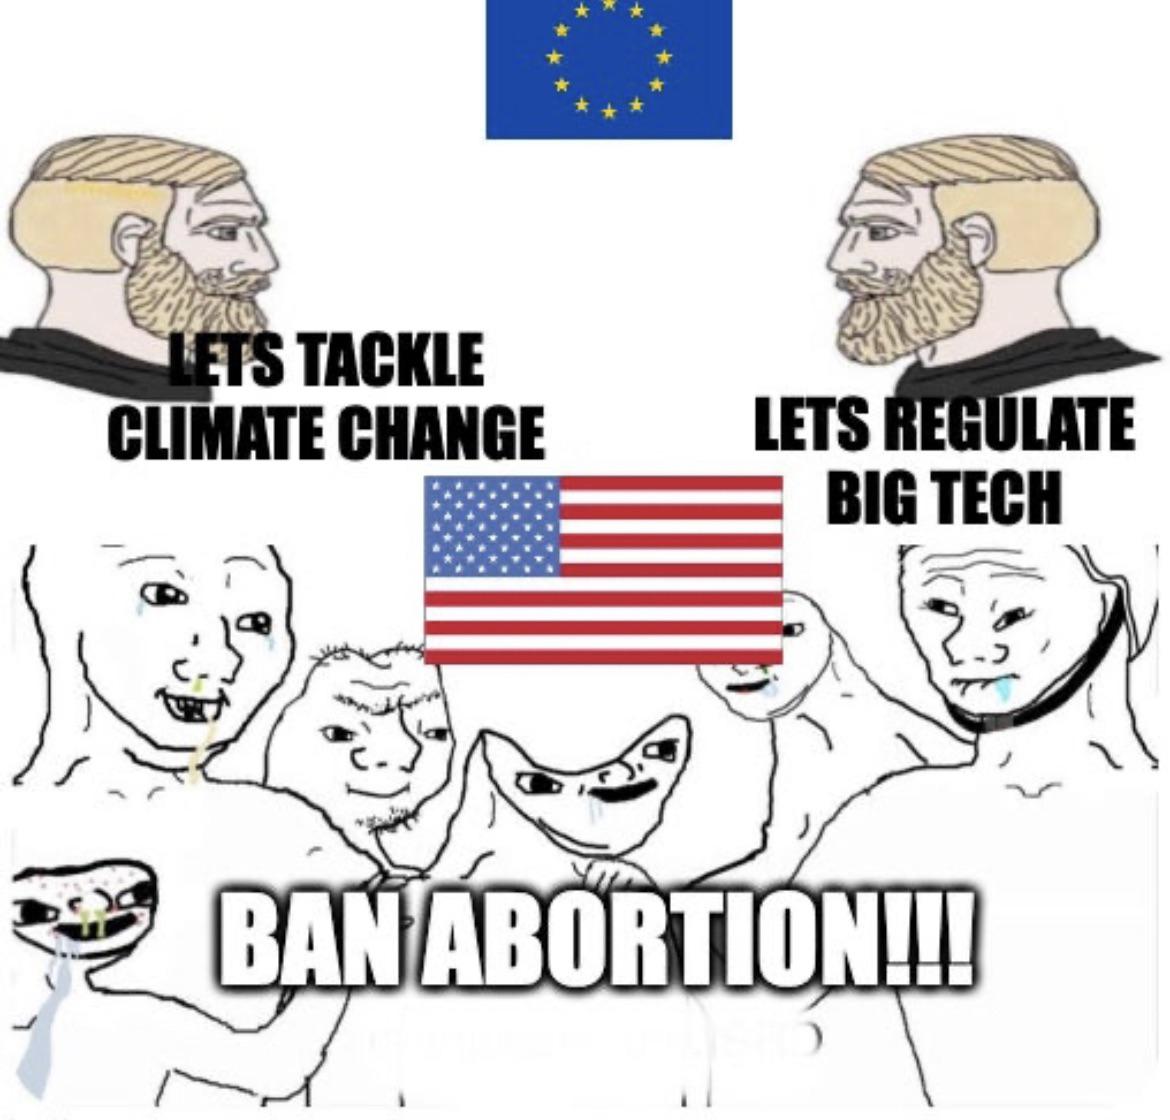 LETS TACKLE
CLIMATE CHANGE
LETS REGULATE
BIG TECH
BAN ABORTION!!!